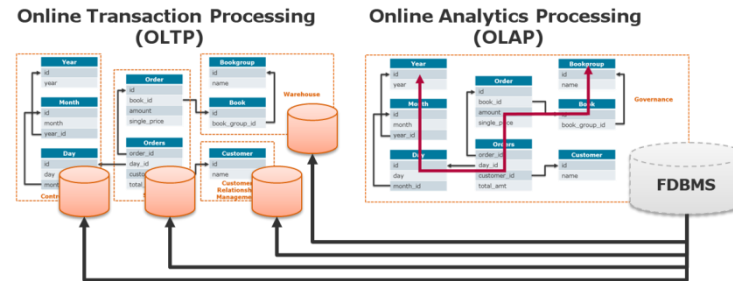 Online Transaction Processing
(OLTP)
Year
id
year
Month
id
month
year_id
Day
id
day
Order
id
book_id
amount
single_price
Orders
order_id
day_id
Bookgroup
id
name
Warehouse
Book
id
book_group_id
Customer
id
name
Customer
Online Analytics Processing
(OLAP)
Year
id
year
Month
id
month
year_id
Day
id
day
month_id
Order
id
book_id
amount
single_price
Orders
order_id
day_id
customer_id
total_amt
Bookgroup
id
name
Book
id
book_group_id
Customer
id
name
Governance
FDBMS